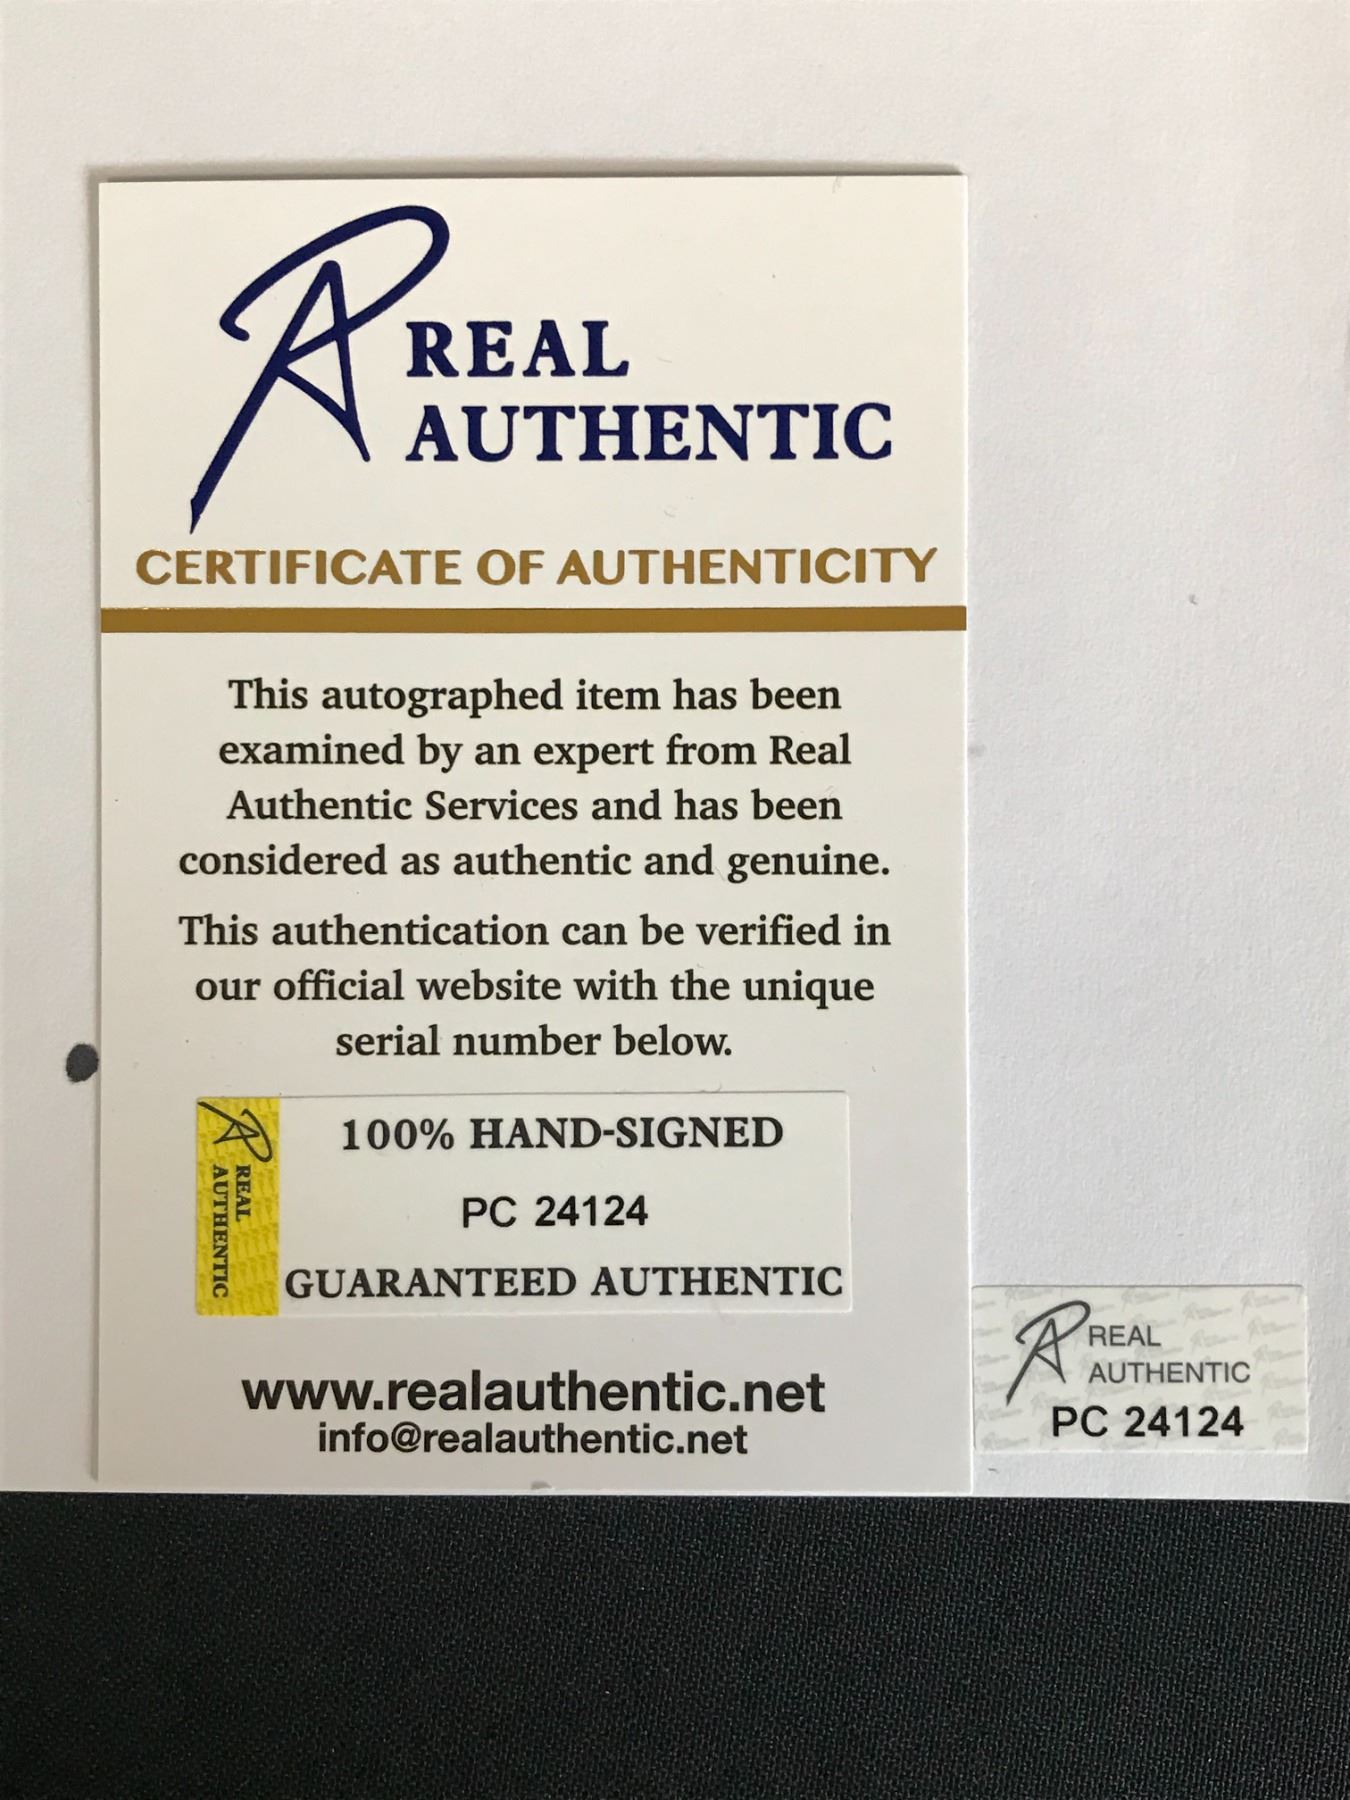 REAL
AUTHENTIC
CERTIFICATE OF AUTHENTICITY
This autographed item has been
examined by an expert from Real
Authentic Services and has been
considered as authentic and genuine.
This authentication can be verified in
our official website with the unique
serial number below.
REAL
AUTHENTIC
100% HAND-SIGNED
PC 24124
GUARANTEED AUTHENTIC
www.realauthentic.net
info@realauthentic.net
REAL
AUTHENTIC
PC 24124